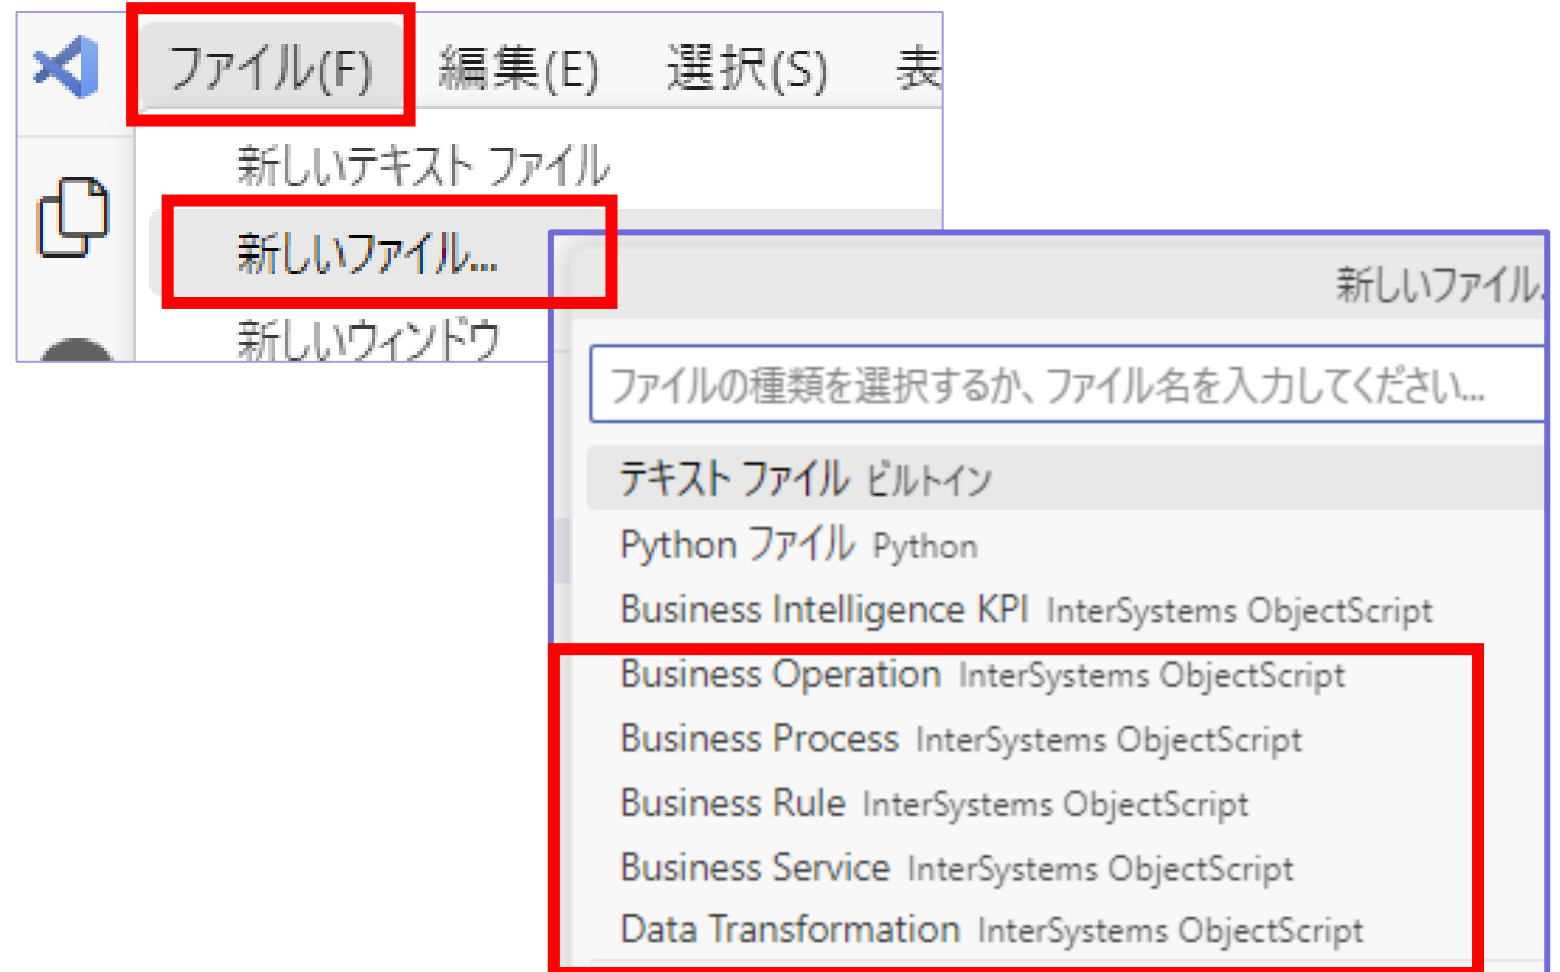 ファイル(F) 編集(E) 選択(S) 表
新しいテキスト ファイル
新しいファイル...
新しいウィンドウ
新しいファイル.
ファイルの種類を選択するか、ファイル名を入力してください...
テキスト ファイル ビルトイン
Python ファイル Python
Business Intelligence KPI InterSystems ObjectScript
Business Operation InterSystems ObjectScript
Business Process InterSystems ObjectScript
Business Rule InterSystems ObjectScript
Business Service InterSystems ObjectScript
Data Transformation InterSystems ObjectScript